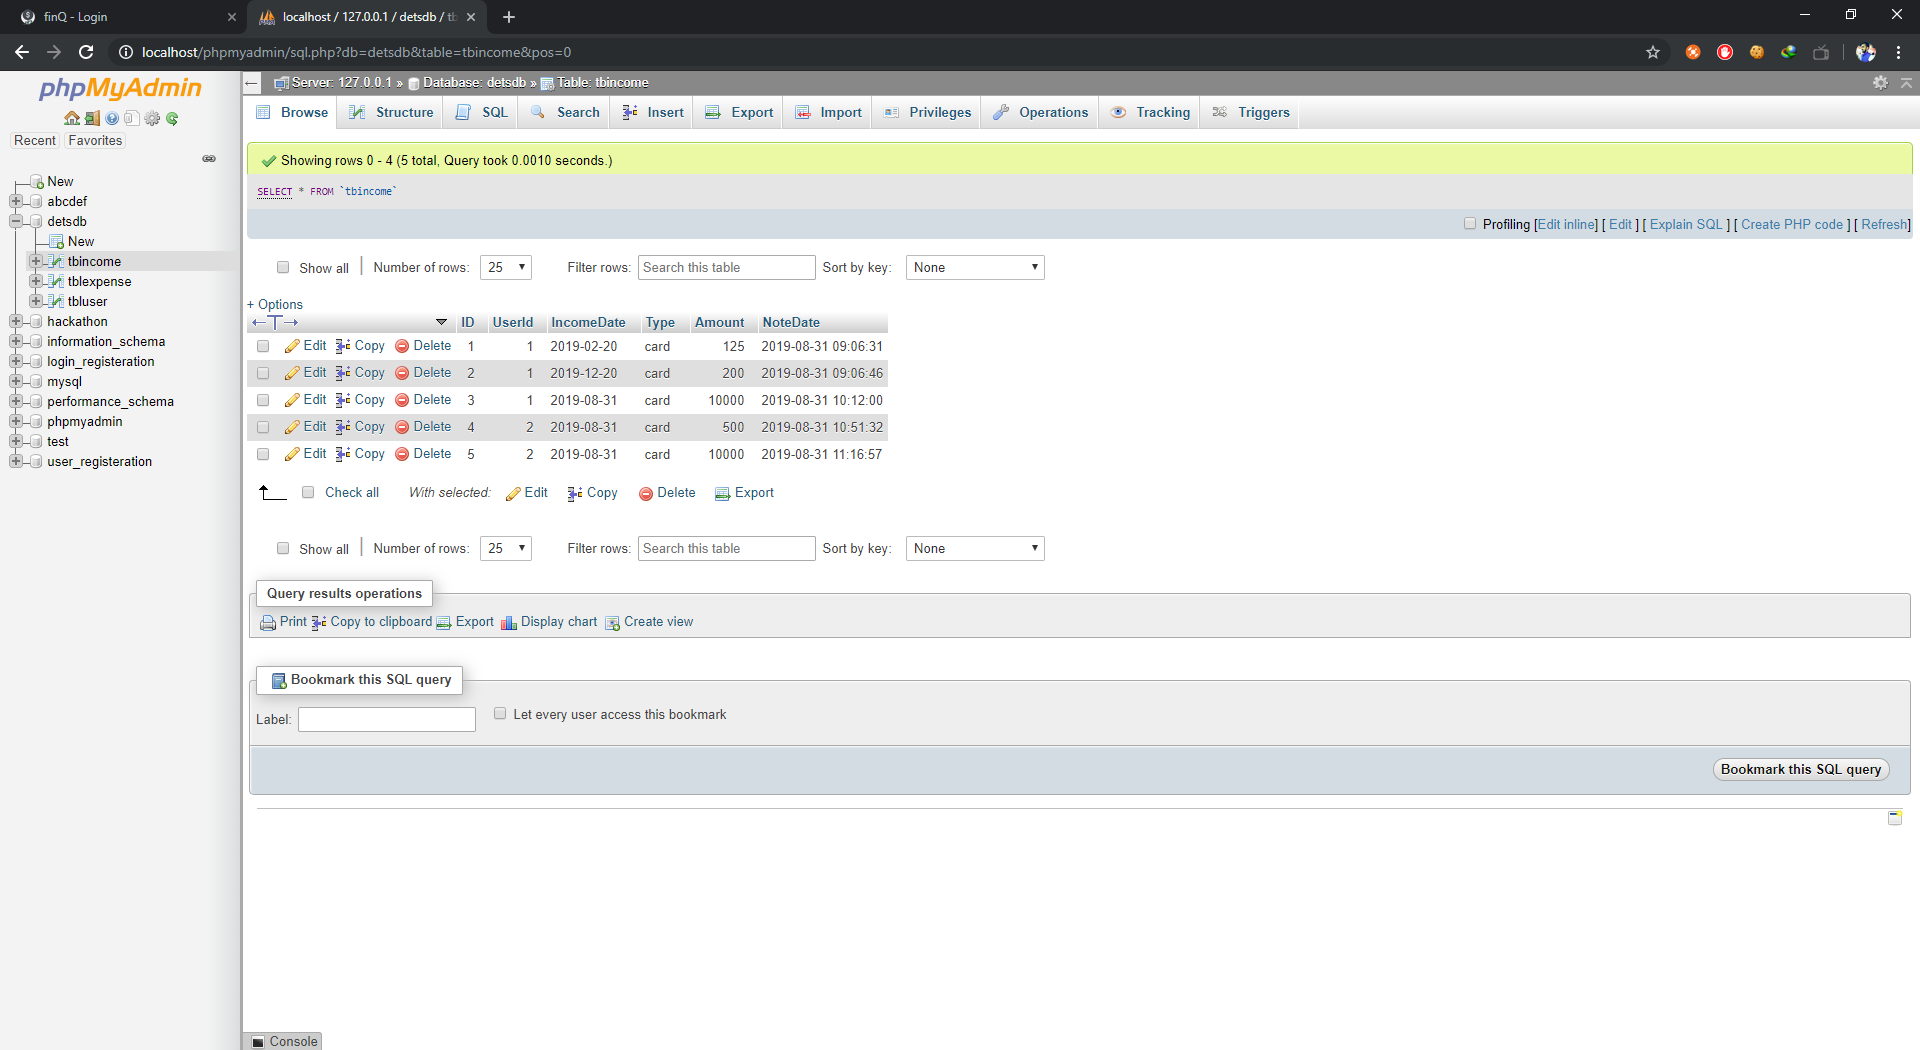 finQ - Login
localhost / 127.0.0.1 / detsdb / tb
localhost/phpmyadmin/sql.php?db=detsdb&table=tbincome&pos=0
phpMyAdmin
Recent Favorites
New
abcdef
detsdb
New
tbincome
tblexpense
tbluser
hackathon
information_schema
login_registeration
mysql
performance_schema
phpmyadmin
test
user_registeration
Server: 127.0.0.1 » Database: detsdb » Table: tbincome
Browse Structure SQL Search Insert Export Import Privileges Operations Tracking Triggers
Showing rows 0 - 4 (5 total, Query took 0.0010 seconds.)
SELECT * FROM `tbincome`
Profiling [Edit inline] [ Edit ] [ Explain SQL ] [ Create PHP code ] [ Refresh]
Show all Number of rows: 25 Filter rows: Search this table Sort by key: None
+ Options
←T→ ID UserId IncomeDate Type Amount NoteDate
Edit Copy Delete 1 1 2019-02-20 card 125 2019-08-31 09:06:31
Edit Copy Delete 2 1 2019-12-20 card 200 2019-08-31 09:06:46
Edit Copy Delete 3 1 2019-08-31 card 10000 2019-08-31 10:12:00
Edit Copy Delete 4 2 2019-08-31 card 500 2019-08-31 10:51:32
Edit Copy Delete 5 2 2019-08-31 card 10000 2019-08-31 11:16:57
Check all With selected: Edit Copy Delete Export
Show all Number of rows: 25 Filter rows: Search this table Sort by key: None
Query results operations
Print Copy to clipboard Export Display chart Create view
Bookmark this SQL query
Label: Let every user access this bookmark
Bookmark this SQL query
Console